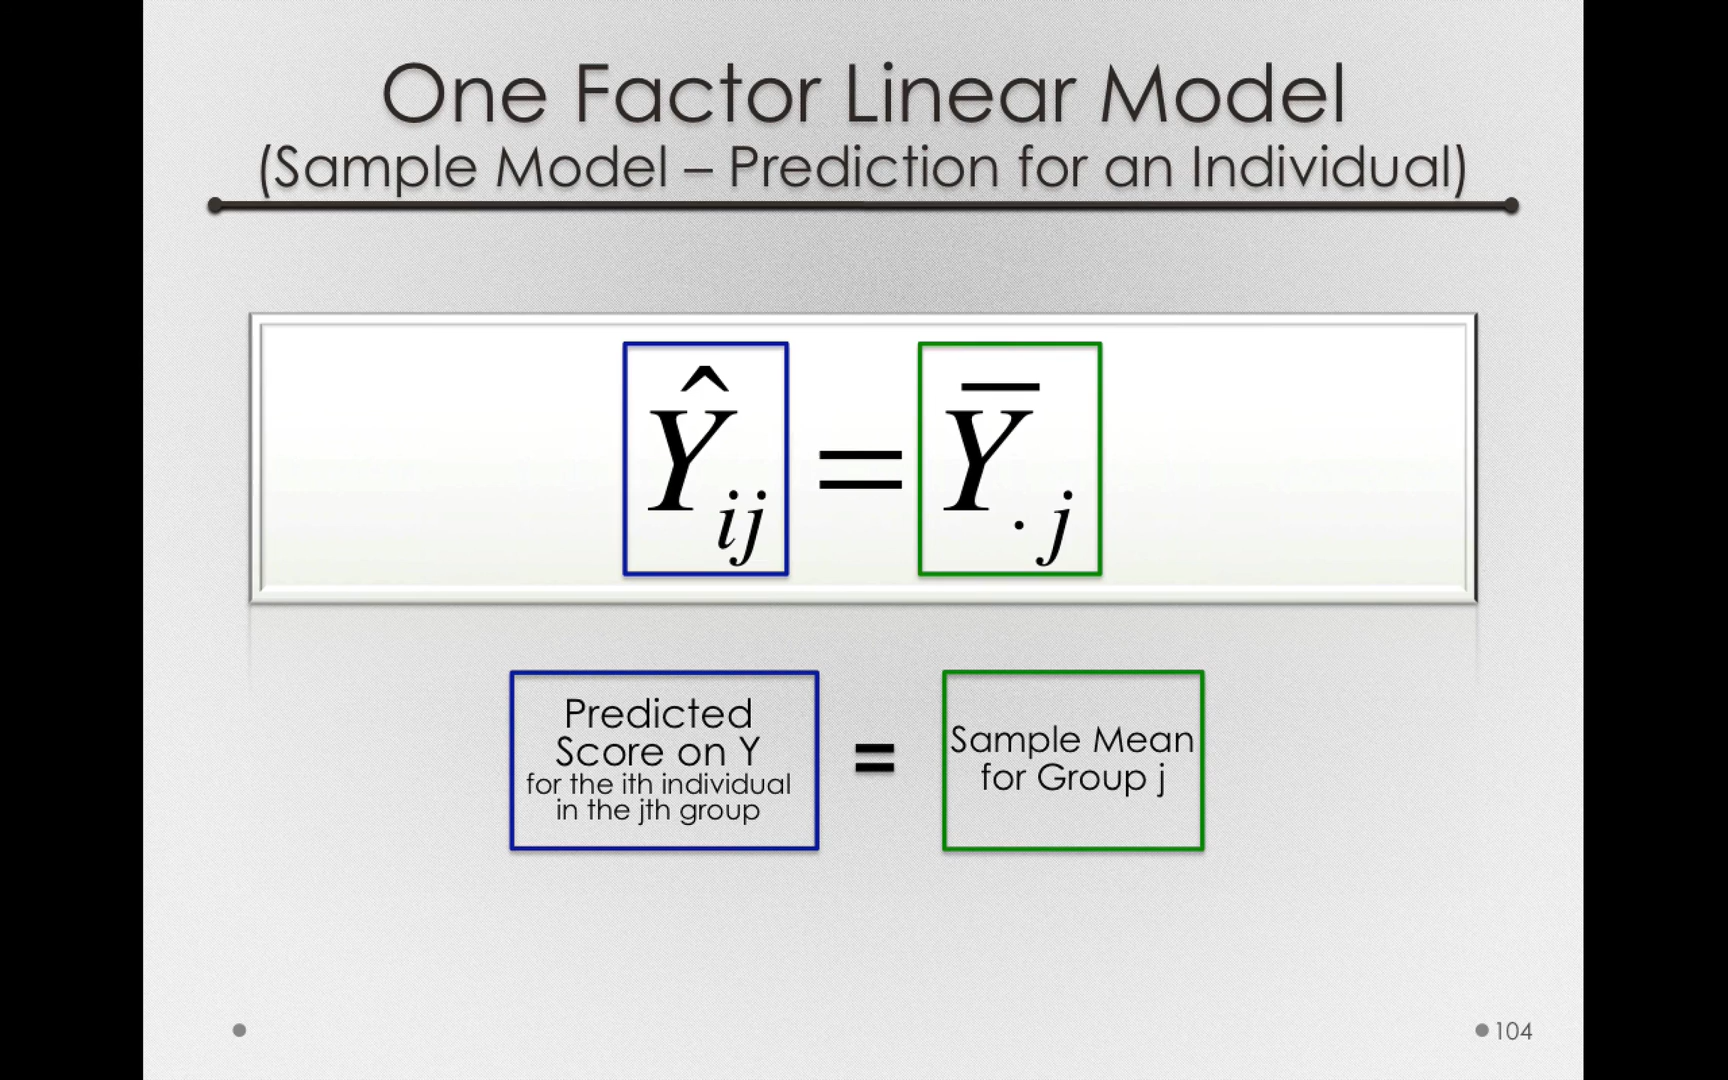 One Factor Linear Model
(Sample Model – Prediction for an Individual)
Ŷij = Ȳ.j
Predicted
Score on Y
for the ith individual
in the jth group
=
Sample Mean
for Group j
104